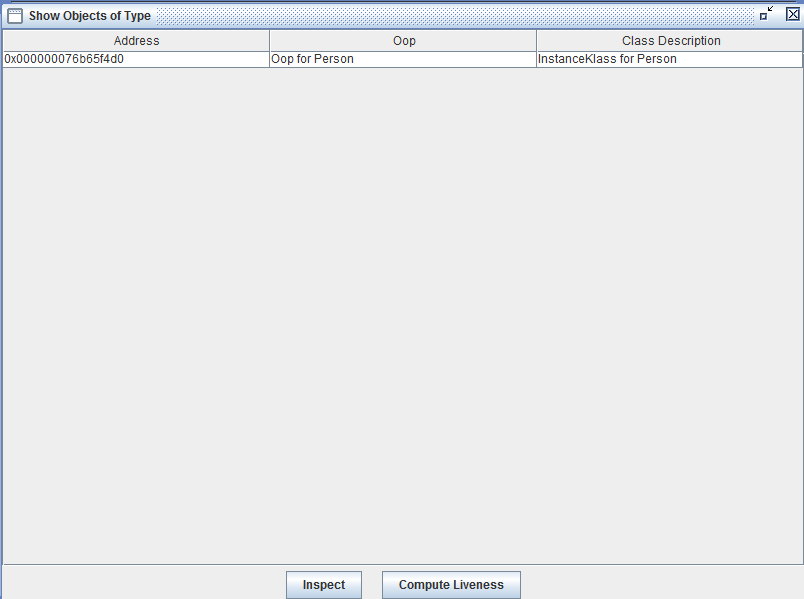 Show Objects of Type
Address Oop Class Description
0x000000076b65f4d0 Oop for Person InstanceKlass for Person
Inspect Compute Liveness